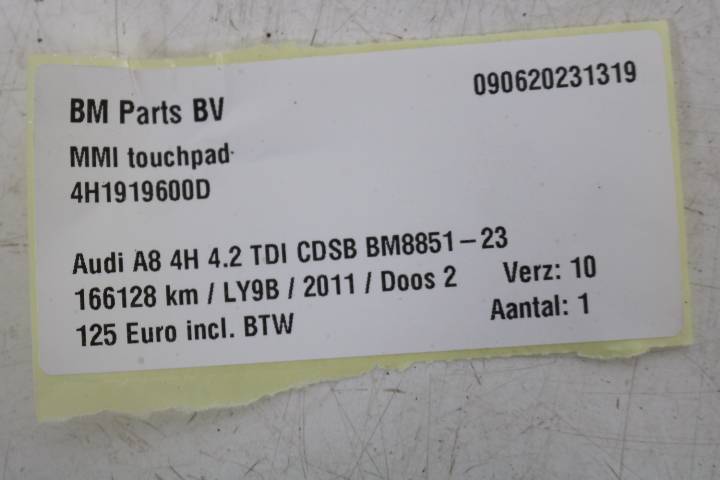 090620231319
BM Parts BV
MMI touchpad
4H1919600D
Audi A8 4H 4.2 TDI CDSB BM8851-23
166128 km / LY9B / 2011 / Doos 2 Verz: 10
125 Euro incl. BTW Aantal: 1